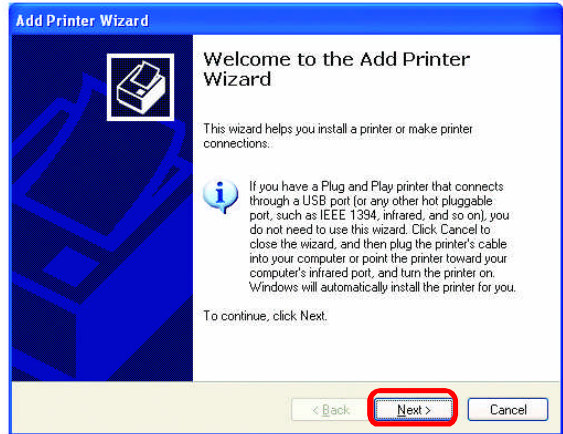 Add Printer Wizard
Welcome to the Add Printer
Wizard
This wizard helps you install a printer or make printer
connections.
If you have a Plug and Play printer that connects
through a USB port (or any other hot pluggable
port, such as IEEE 1394, infrared, and so on), you
do not need to use this wizard. Click Cancel to
close the wizard, and then plug the printer's cable
into your computer or point the printer toward your
computer's infrared port, and turn the printer on.
Windows will automatically install the printer for you.
To continue, click Next.
< Back Next > Cancel